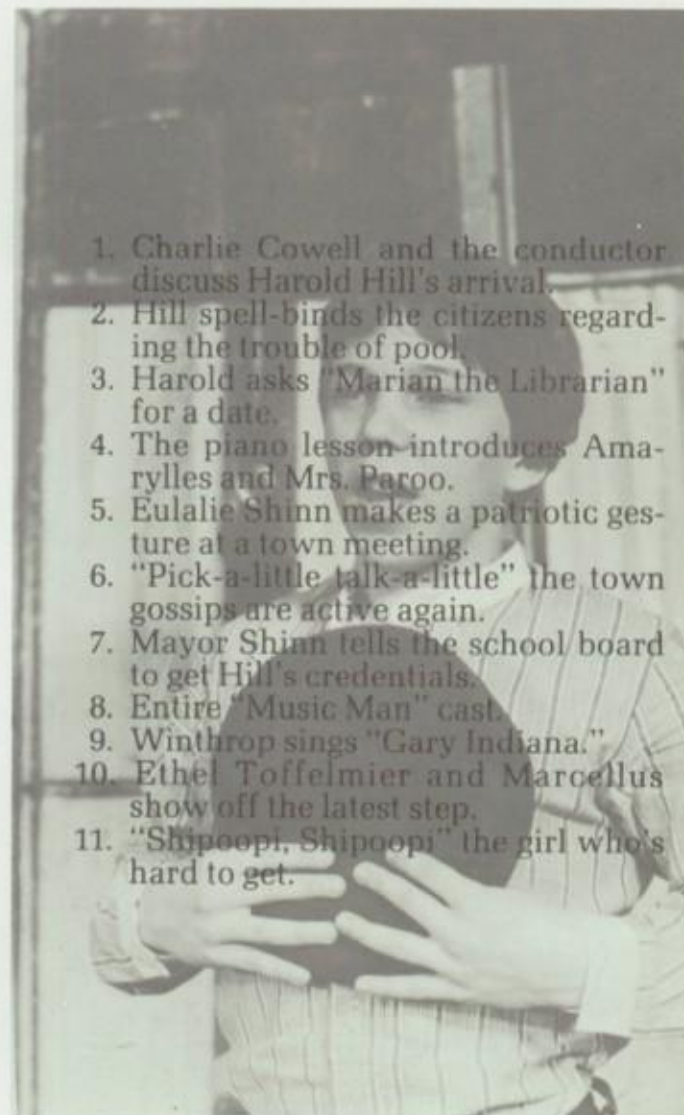 1. Charlie Cowell and the conductor
discuss Harold Hill's arrival.
2. Hill spell-binds the citizens regard-
ing the trouble of pool.
3. Harold asks "Marian the Librarian"
for a date.
4. The piano lesson introduces Ama-
rylles and Mrs. Paroo.
5. Eulalie Shinn makes a patriotic ges-
ture at a town meeting.
6. "Pick-a-little talk-a-little" the town
gossips are active again.
7. Mayor Shinn tells the school board
to get Hill's credentials.
8. Entire "Music Man" cast.
9. Winthrop sings "Gary Indiana."
10. Ethel Toffelmier and Marcellus
show off the latest step.
11. "Shipoopi, Shipoopi" the girl who's
hard to get.